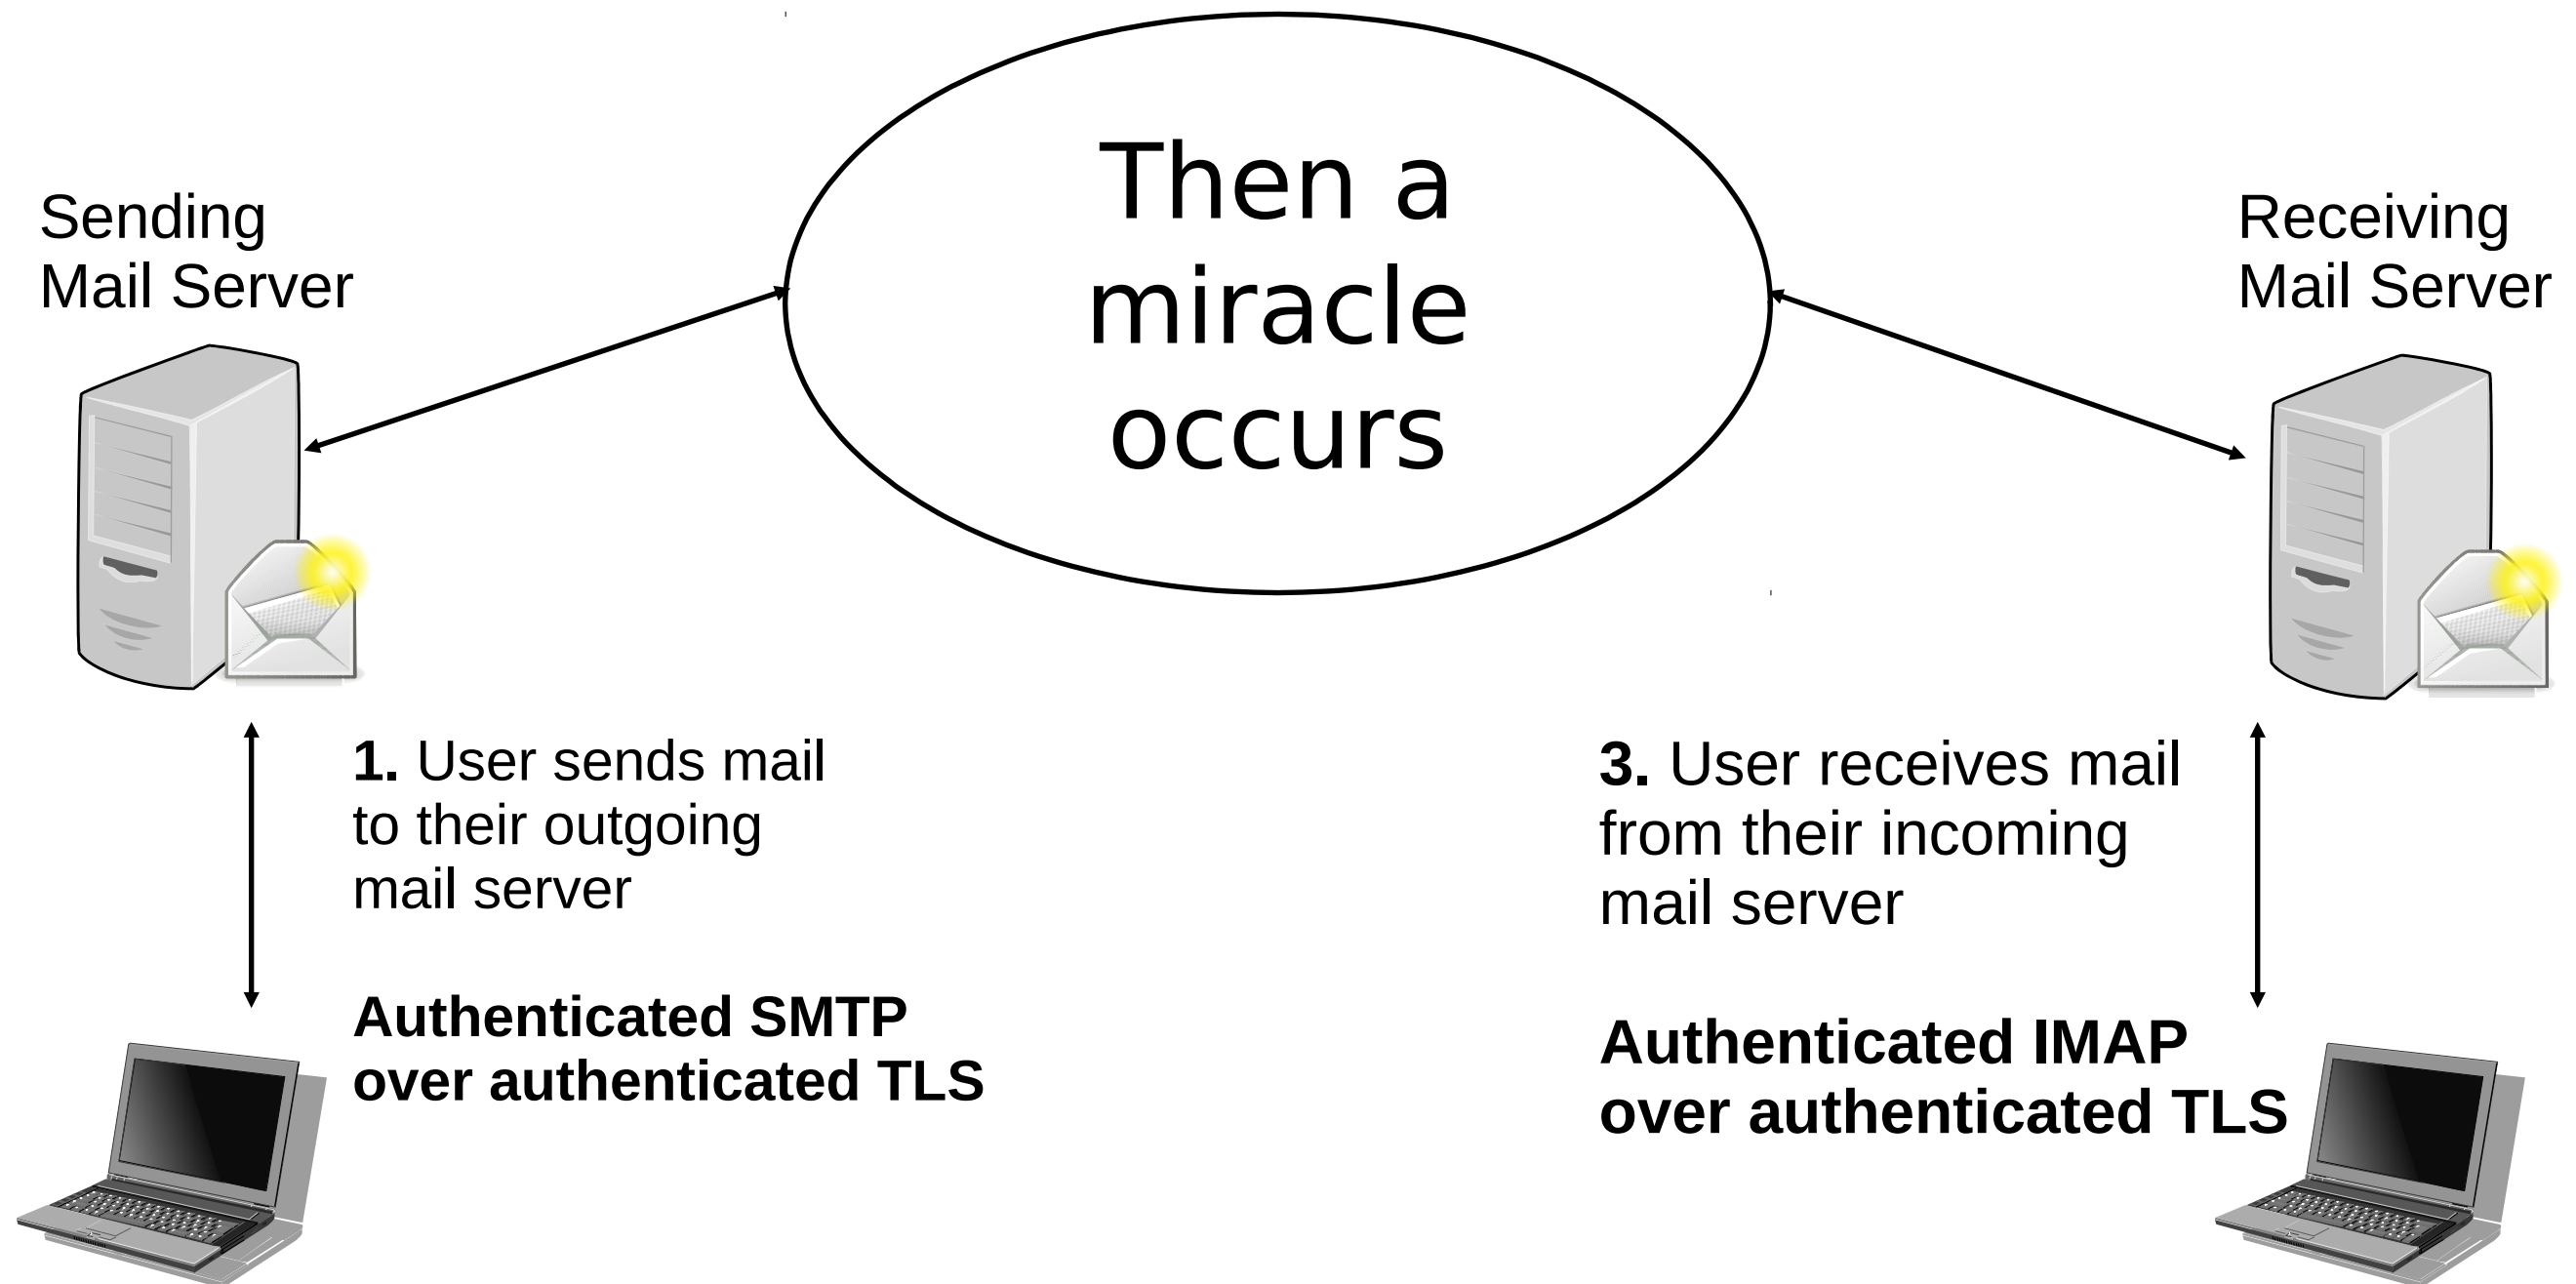 Then a
miracle
occurs
Sending
Mail Server
Receiving
Mail Server
1. User sends mail
to their outgoing
mail server
Authenticated SMTP
over authenticated TLS
3. User receives mail
from their incoming
mail server
Authenticated IMAP
over authenticated TLS